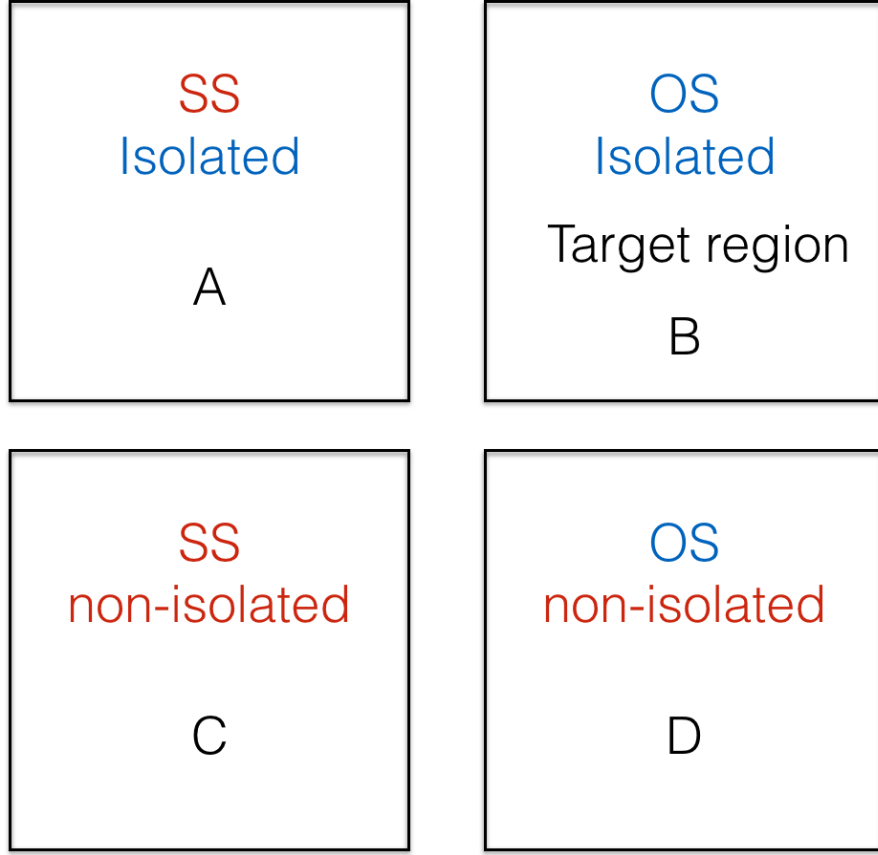 SS
Isolated
A
OS
Isolated
Target region
B
SS
non-isolated
C
OS
non-isolated
D